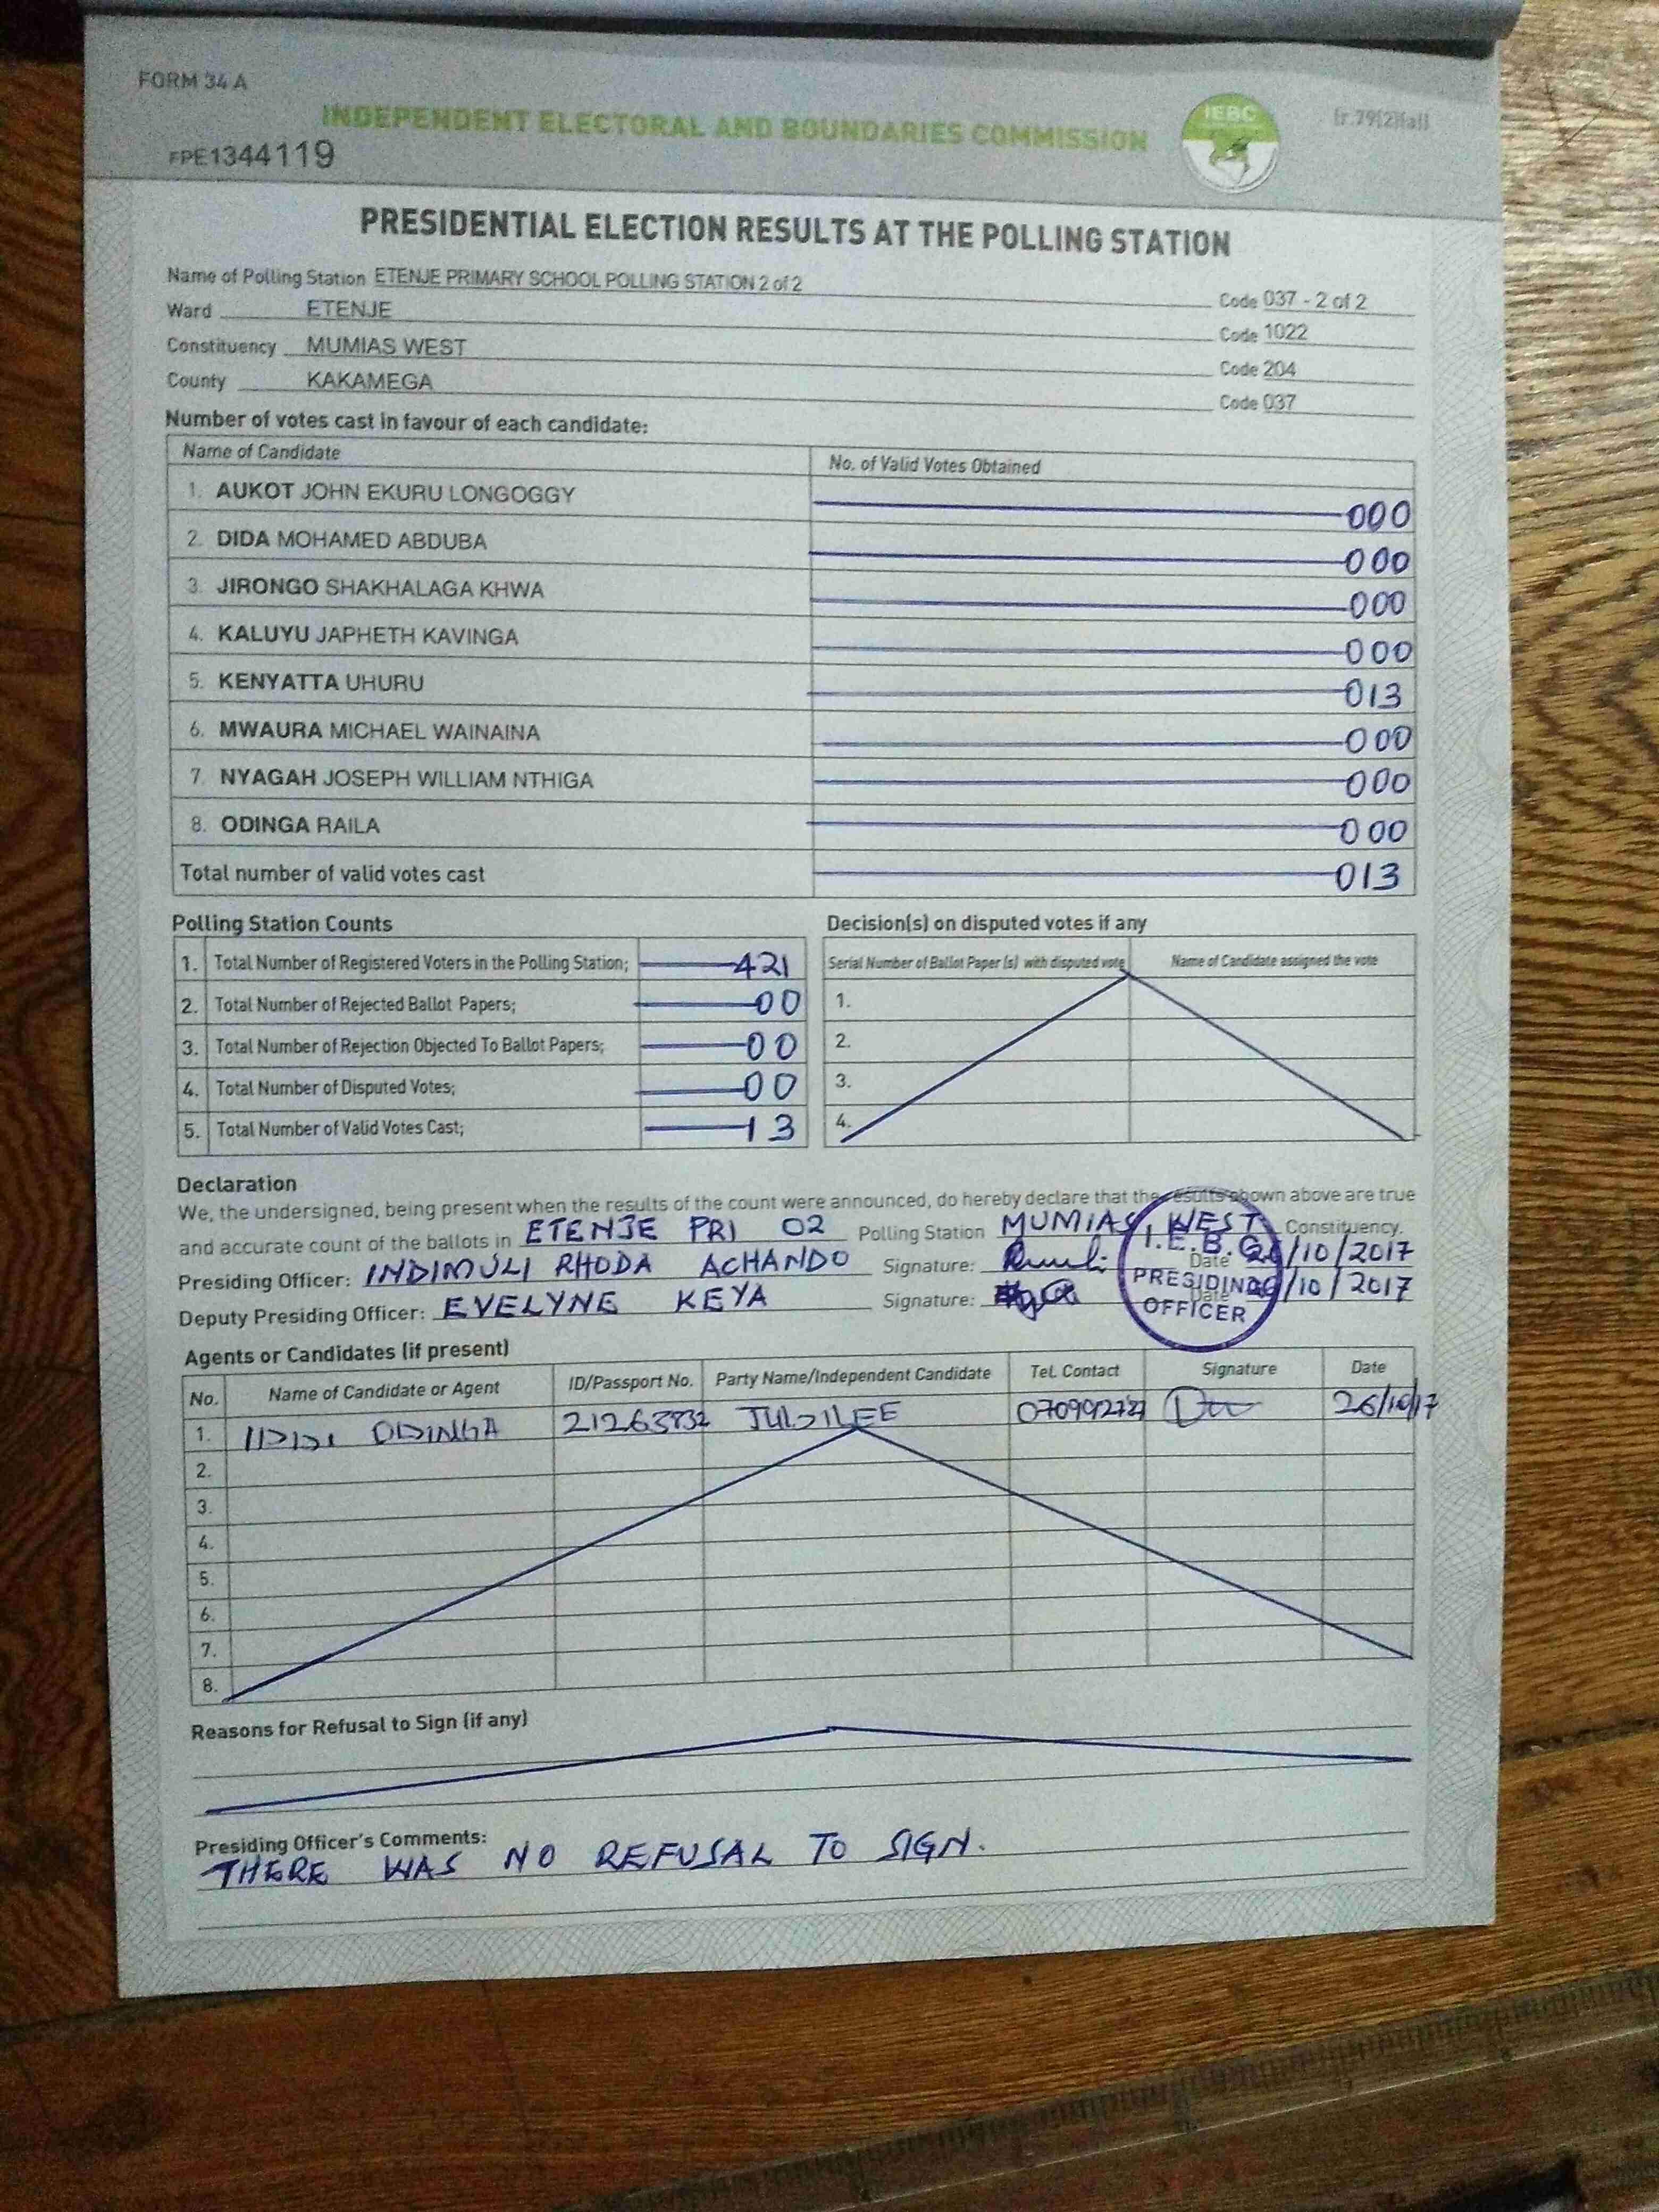 FORM 34 A
INDEPENDENT ELECTORAL AND BOUNDARIES COMMISSION
IEBC
(r.79(2)(a))
FPE1344119
PRESIDENTIAL ELECTION RESULTS AT THE POLLING STATION
Name of Polling Station ETENJE PRIMARY SCHOOL POLLING STATION 2 of 2 Code 037 - 2 of 2
Ward ETENJE Code 1022
Constituency MUMIAS WEST Code 204
County KAKAMEGA Code 037
Number of votes cast in favour of each candidate:
Name of Candidate No. of Valid Votes Obtained
1. AUKOT JOHN EKURU LONGOGGY 000
2. DIDA MOHAMED ABDUBA 000
3. JIRONGO SHAKHALAGA KHWA 000
4. KALUYU JAPHETH KAVINGA 000
5. KENYATTA UHURU 013
6. MWAURA MICHAEL WAINAINA 000
7. NYAGAH JOSEPH WILLIAM NTHIGA 000
8. ODINGA RAILA 000
Total number of valid votes cast 013
Polling Station Counts
1. Total Number of Registered Voters in the Polling Station; 421
2. Total Number of Rejected Ballot Papers; 00
3. Total Number of Rejection Objected To Ballot Papers; 00
4. Total Number of Disputed Votes; 00
5. Total Number of Valid Votes Cast; 13
Decision(s) on disputed votes if any
Serial Number of Ballot Paper (s) with disputed vote Name of Candidate assigned the vote
1.
2.
3.
4.
Declaration
We, the undersigned, being present when the results of the count were announced, do hereby declare that the results shown above are true
and accurate count of the ballots in ETENJE PRI 02 Polling Station MUMIAS WEST Constituency.
Presiding Officer: INDIMULI RHODA ACHANDO Signature: Date 26/10/2017
Deputy Presiding Officer: EVELYNE KEYA Signature: Date 26/10/2017
I.E.B.C
PRESIDING
OFFICER
Agents or Candidates (if present)
No. Name of Candidate or Agent ID/Passport No. Party Name/Independent Candidate Tel. Contact Signature Date
1. ODINGA JUBILEE 26/10/17
2.
3.
4.
5.
6.
7.
8.
Reasons for Refusal to Sign (if any)
Presiding Officer's Comments:
THERE WAS NO REFUSAL TO SIGN.